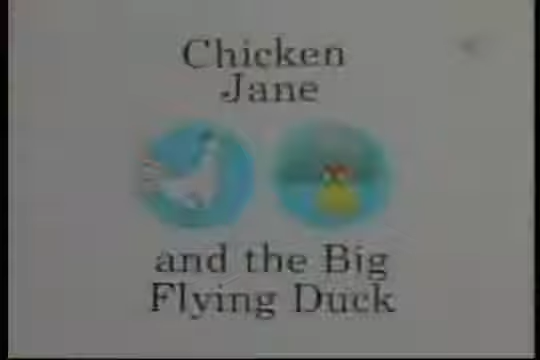 Chicken
Jane
and the Big
Flying Duck